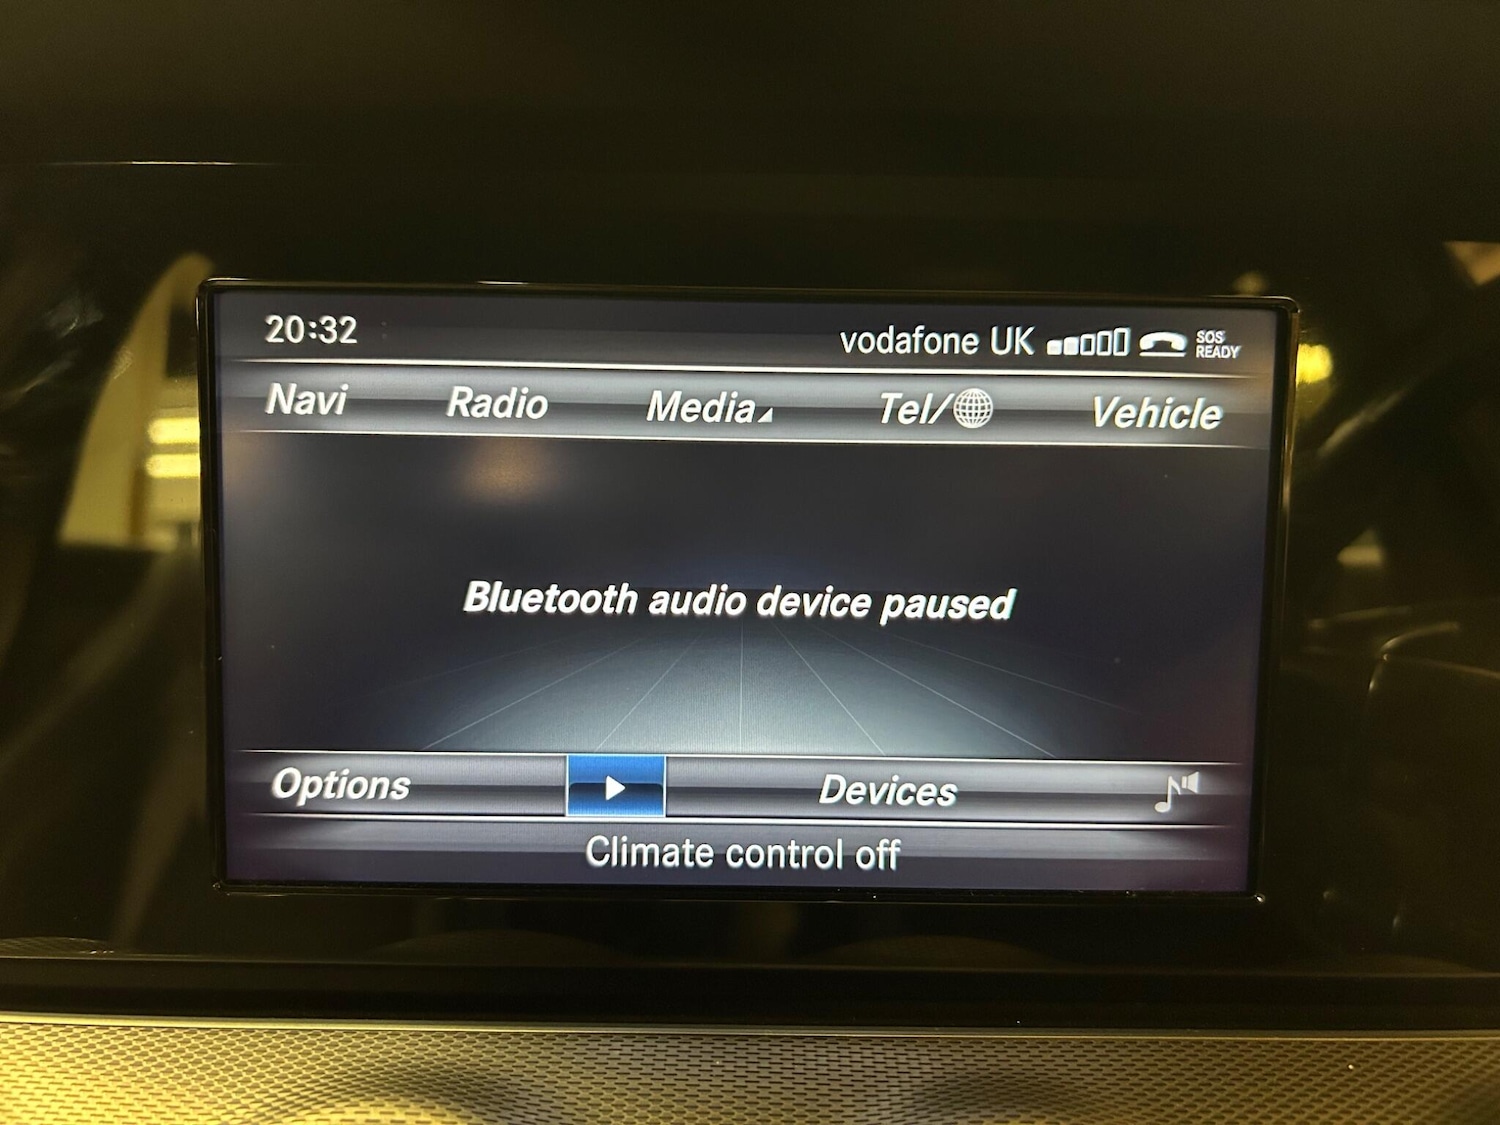 20:32
vodafone UK
SOS
READY
Navi Radio Media Tel/ Vehicle
Bluetooth audio device paused
Options Devices
Climate control off